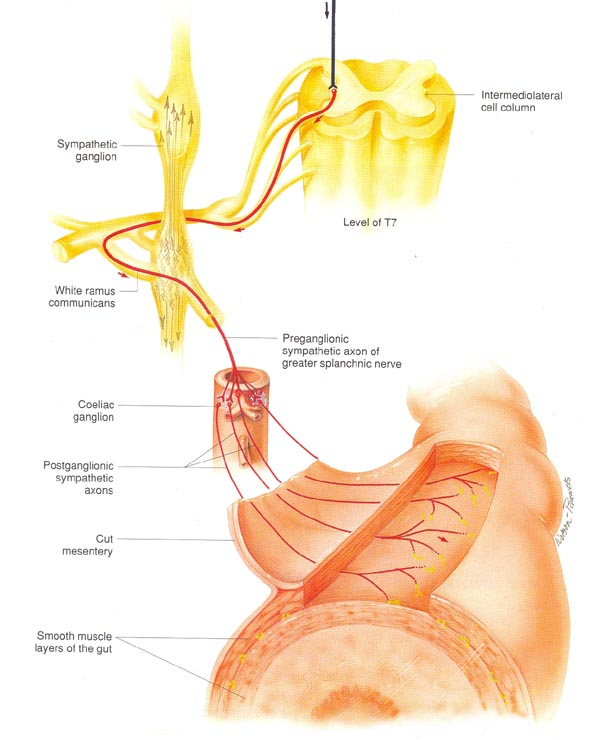 Intermediolateral
cell column
Sympathetic
ganglion
Level of T7
White ramus
communicans
Preganglionic
sympathetic axon of
greater splanchnic nerve
Coeliac
ganglion
Postganglionic
sympathetic
axons
Cut
mesentery
Smooth muscle
layers of the gut